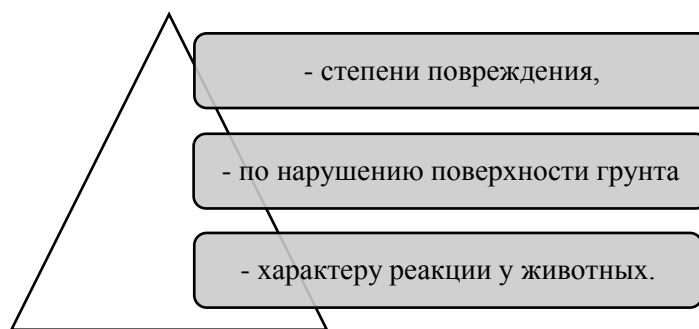 - степени повреждения,
- по нарушению поверхности грунта
- характеру реакции у животных.